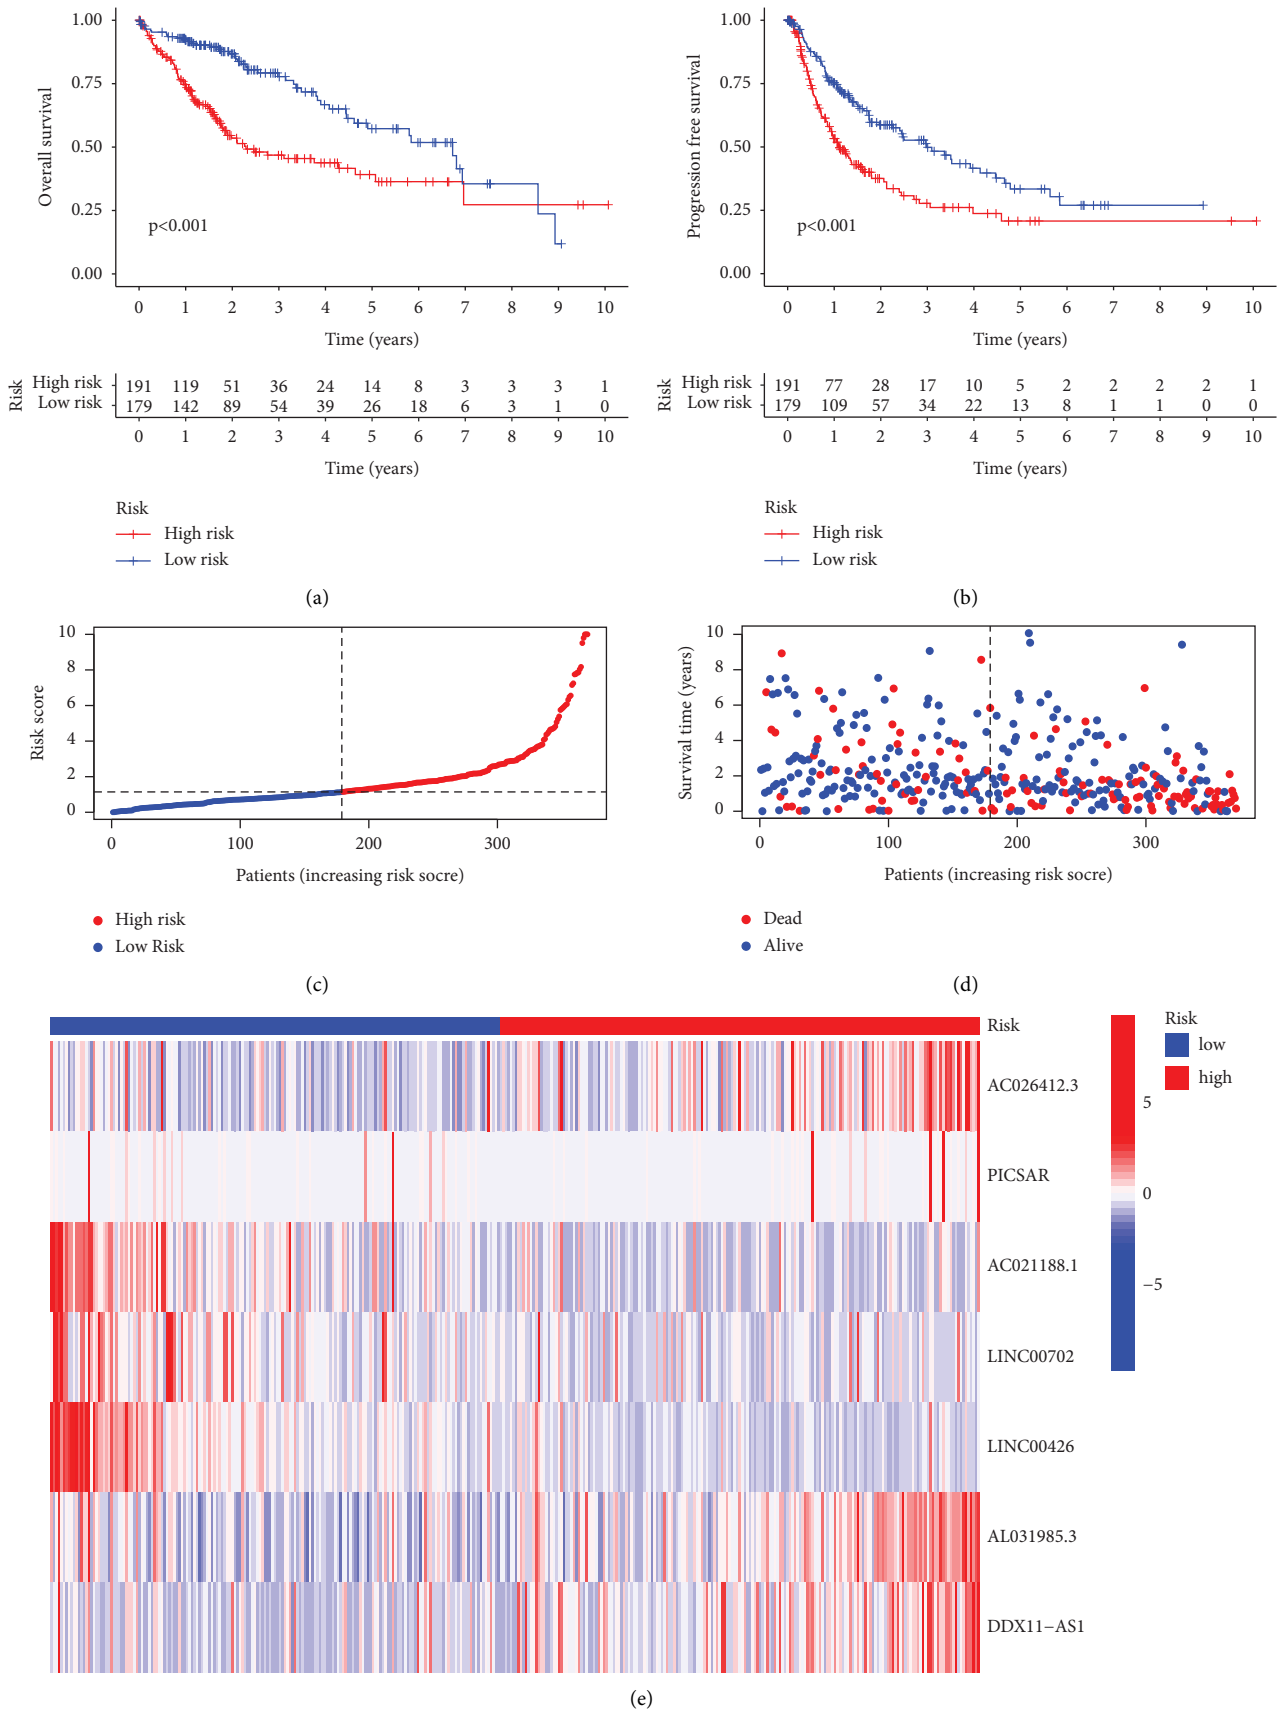 1.00
0.75
0.50
0.25
0.00
Overall survival
p<0.001
0 1 2 3 4 5 6 7 8 9 10
Time (years)
Risk
High risk 191 119 51 36 24 14 8 3 3 3 1
Low risk 179 142 89 54 39 26 18 6 3 1 0
0 1 2 3 4 5 6 7 8 9 10
Time (years)
Risk
High risk
Low risk
(a)
1.00
0.75
0.50
0.25
0.00
Progression free survival
p<0.001
0 1 2 3 4 5 6 7 8 9 10
Time (years)
Risk
High risk 191 77 28 17 10 5 2 2 2 2 1
Low risk 179 109 57 34 22 13 8 1 1 0 0
0 1 2 3 4 5 6 7 8 9 10
Time (years)
Risk
High risk
Low risk
(b)
10
8
6
4
2
0
Risk score
0 100 200 300
Patients (increasing risk socre)
High risk
Low Risk
(c)
10
8
6
4
2
0
Survival time (years)
0 100 200 300
Patients (increasing risk socre)
Dead
Alive
(d)
Risk
AC026412.3
PICSAR
AC021188.1
LINC00702
LINC00426
AL031985.3
DDX11−AS1
5
0
−5
Risk
low
high
(e)